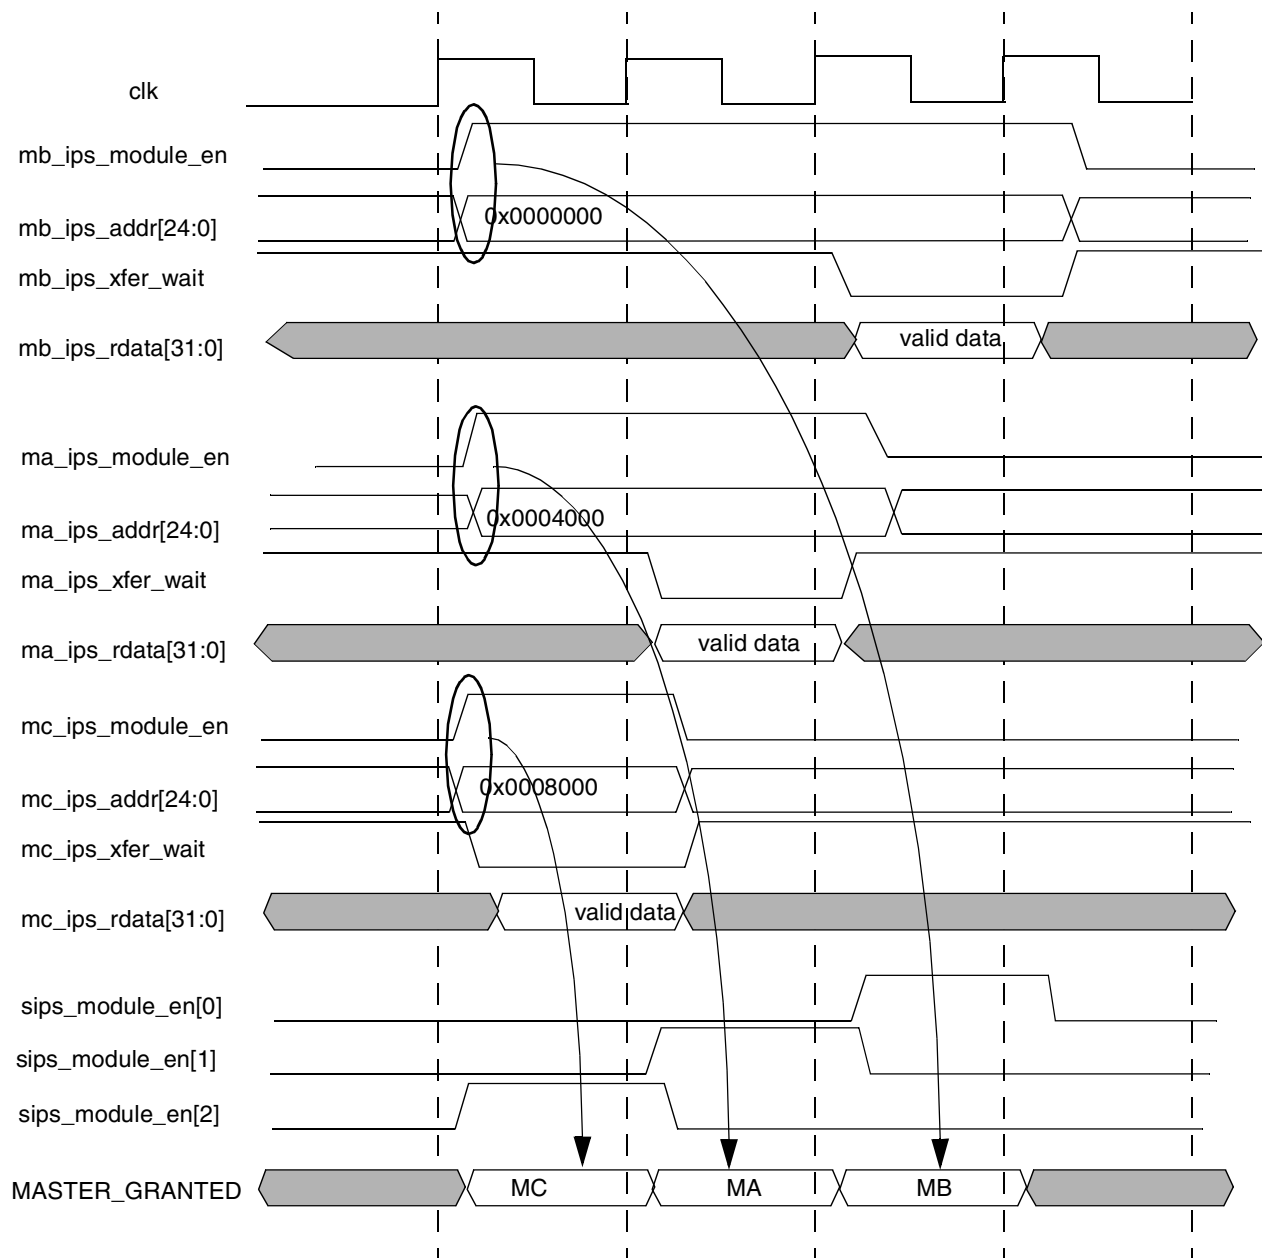 clk
mb_ips_module_en
mb_ips_addr[24:0]
0x0000000
mb_ips_xfer_wait
mb_ips_rdata[31:0]
valid data
ma_ips_module_en
ma_ips_addr[24:0]
0x0004000
ma_ips_xfer_wait
ma_ips_rdata[31:0]
valid data
mc_ips_module_en
mc_ips_addr[24:0]
0x0008000
mc_ips_xfer_wait
mc_ips_rdata[31:0]
valid data
sips_module_en[0]
sips_module_en[1]
sips_module_en[2]
MASTER_GRANTED
MC
MA
MB